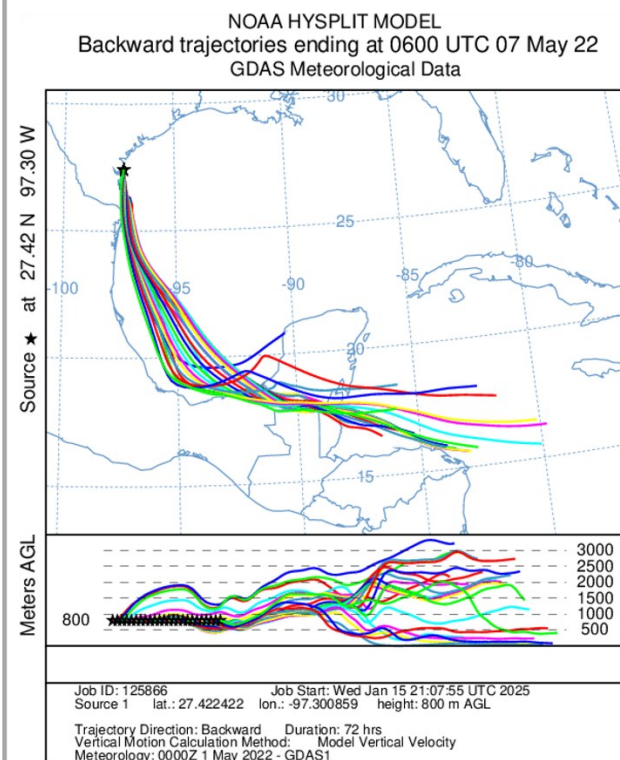 NOAA HYSPLIT MODEL
Backward trajectories ending at 0600 UTC 07 May 22
GDAS Meteorological Data
Source ★ at 27.42 N 97.30 W
30
25
-80
-85
-90
-95
-100
20
15
Meters AGL
3000
2500
2000
1500
1000
500
800
Job ID: 125866 Job Start: Wed Jan 15 21:07:55 UTC 2025
Source 1 lat.: 27.422422 lon.: -97.300859 height: 800 m AGL
Trajectory Direction: Backward Duration: 72 hrs
Vertical Motion Calculation Method: Model Vertical Velocity
Meteorology: 0000Z 1 May 2022 - GDAS1